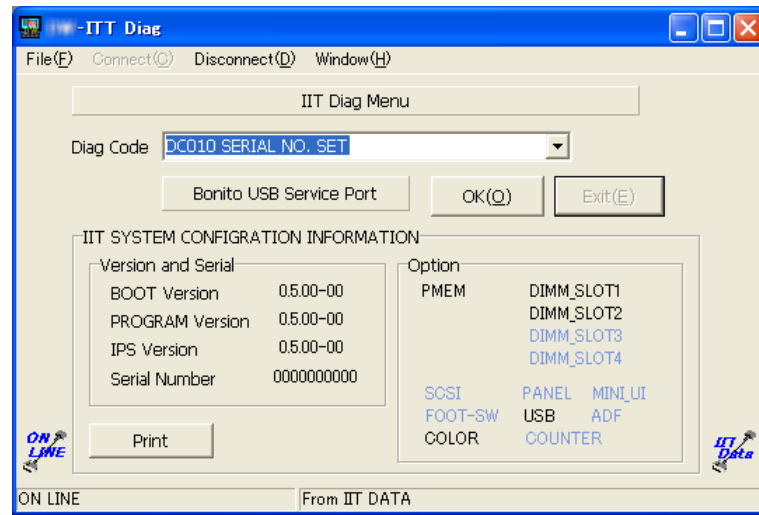 -ITT Diag
File(F) Connect(C) Disconnect(D) Window(H)
IIT Diag Menu
Diag Code DC010 SERIAL NO. SET
Bonito USB Service Port OK(O) Exit(E)
IIT SYSTEM CONFIGRATION INFORMATION
Version and Serial
BOOT Version 0.5.00-00
PROGRAM Version 0.5.00-00
IPS Version 0.5.00-00
Serial Number 0000000000
Print
Option
PMEM DIMM_SLOT1
DIMM_SLOT2
DIMM_SLOT3
DIMM_SLOT4
SCSI PANEL MINI_UI
FOOT-SW USB ADF
COLOR COUNTER
ON
LINE
IIT
Data
ON LINE From IIT DATA